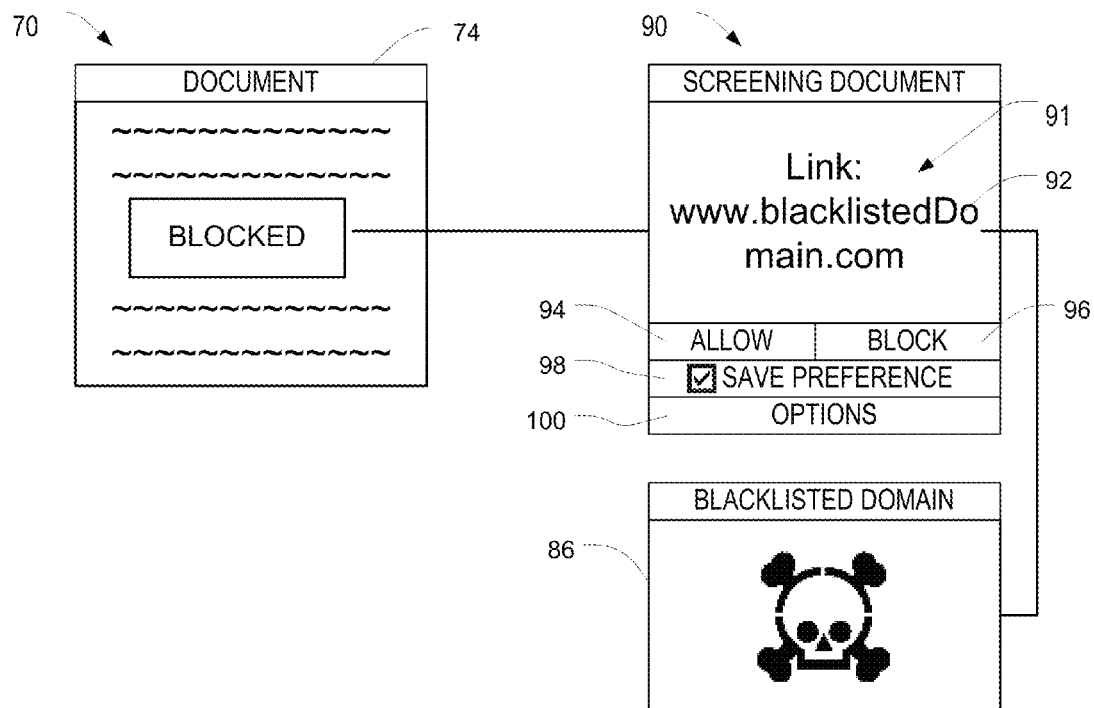 70
74
DOCUMENT
~~~~~~~~~~~~~
~~~~~~~~~~~~~
BLOCKED
~~~~~~~~~~~~~
~~~~~~~~~~~~~
90
SCREENING DOCUMENT
91
Link:
92
www.blacklistedDo
main.com
94
ALLOW
BLOCK
96
98
SAVE PREFERENCE
100
OPTIONS
BLACKLISTED DOMAIN
86